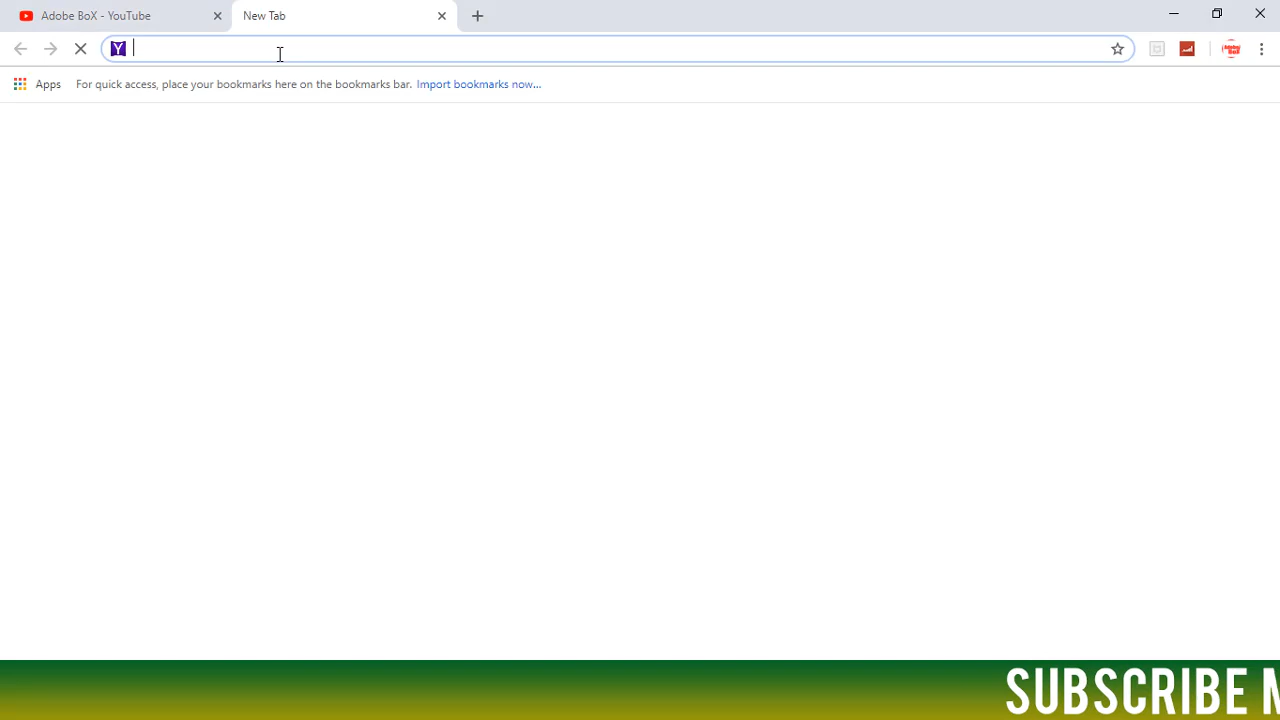 Adobe BoX - YouTube
New Tab
Y
Apps
For quick access, place your bookmarks here on the bookmarks bar. Import bookmarks now...
SUBSCRIBE M